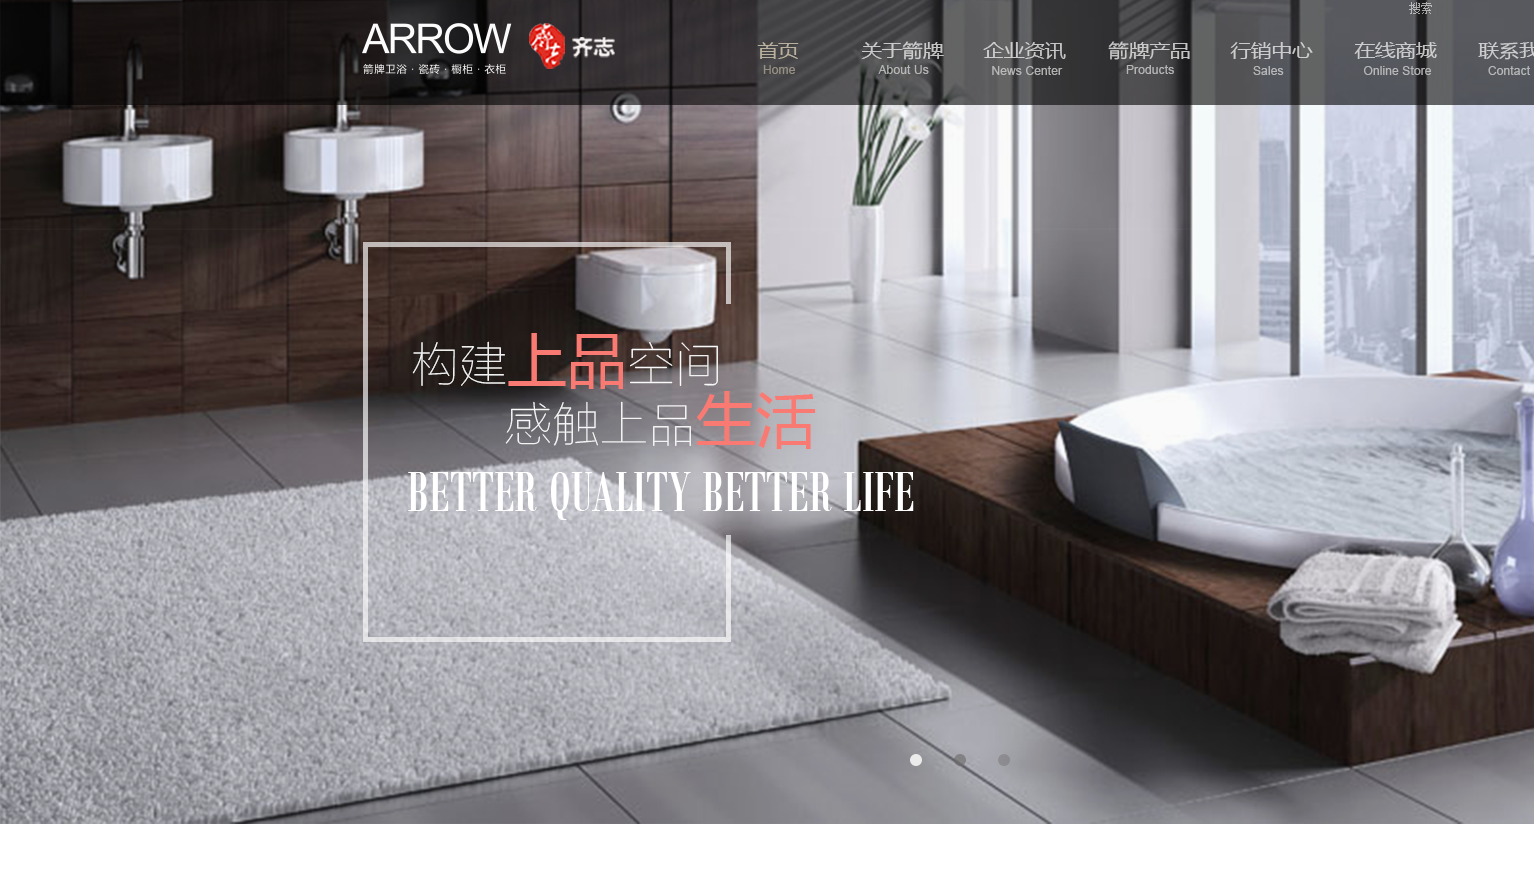 搜索
ARROW
齐志
箭牌卫浴 · 瓷砖 · 橱柜 · 衣柜
首页 关于箭牌 企业资讯 箭牌产品 行销中心 在线商城 联系我
Home About Us News Center Products Sales Online Store Contact
构建上品空间
感触上品生活
BETTER QUALITY BETTER LIFE